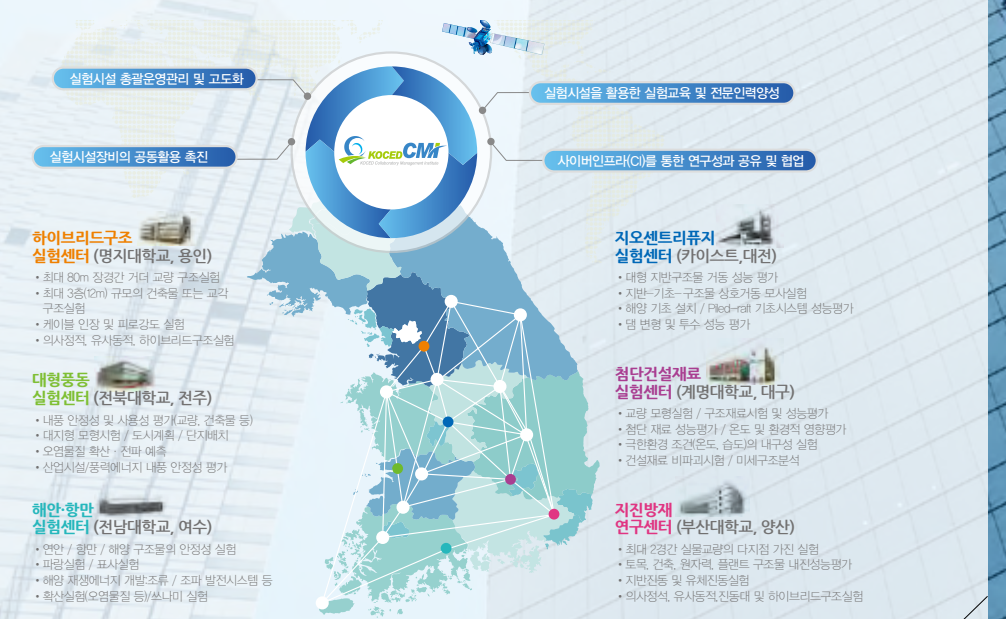 실험시설 총괄운영관리 및 고도화
실험시설장비의 공동활용 촉진
실험시설을 활용한 실험교육 및 전문인력양성
사이버인프라(CI)를 통한 연구성과 공유 및 협업
KOCED CMI
KOCED Collaboratory Management Institute
하이브리드구조
실험센터 (명지대학교, 용인)
• 최대 80m 장경간 거더 교량 구조실험
• 최대 3층(12m) 규모의 건축물 또는 교각
구조실험
• 케이블 인장 및 피로강도 실험
• 의사정적, 유사동적, 하이브리드구조실험
대형풍동
실험센터 (전북대학교, 전주)
• 내풍 안정성 및 사용성 평가(교량, 건축물 등)
• 대지형 모형시험 / 도시계획 / 단지배치
• 오염물질 확산 · 전파 예측
• 산업시설/풍력에너지 내풍 안정성 평가
해안·항만
실험센터 (전남대학교, 여수)
• 연안 / 항만 / 해양 구조물의 안정성 실험
• 파랑실험 / 표사실험
• 해양 재생에너지 개발:조류 / 조파 발전시스템 등
• 확산실험(오염물질 등)/쓰나미 실험
지오센트리퓨지
실험센터 (카이스트,대전)
• 대형 지반구조물 거동 성능 평가
• 지반-기초-구조물 상호거동 모사실험
• 해양 기초 설치 / Piled-raft 기초시스템 성능평가
• 댐 변형 및 투수 성능 평가
첨단건설재료
실험센터 (계명대학교, 대구)
• 교량 모형실험 / 구조재료시험 및 성능평가
• 첨단 재료 성능평가 / 온도 및 환경적 영향평가
• 극한환경 조건(온도, 습도)의 내구성 실험
• 건설재료 비파괴시험 / 미세구조분석
지진방재
연구센터 (부산대학교, 양산)
• 최대 2경간 실물교량의 다지점 가진 실험
• 토목, 건축, 원자력, 플랜트 구조물 내진성능평가
• 지반진동 및 유체진동실험
• 의사정석, 유사동적,진동대 및 하이브리드구조실험